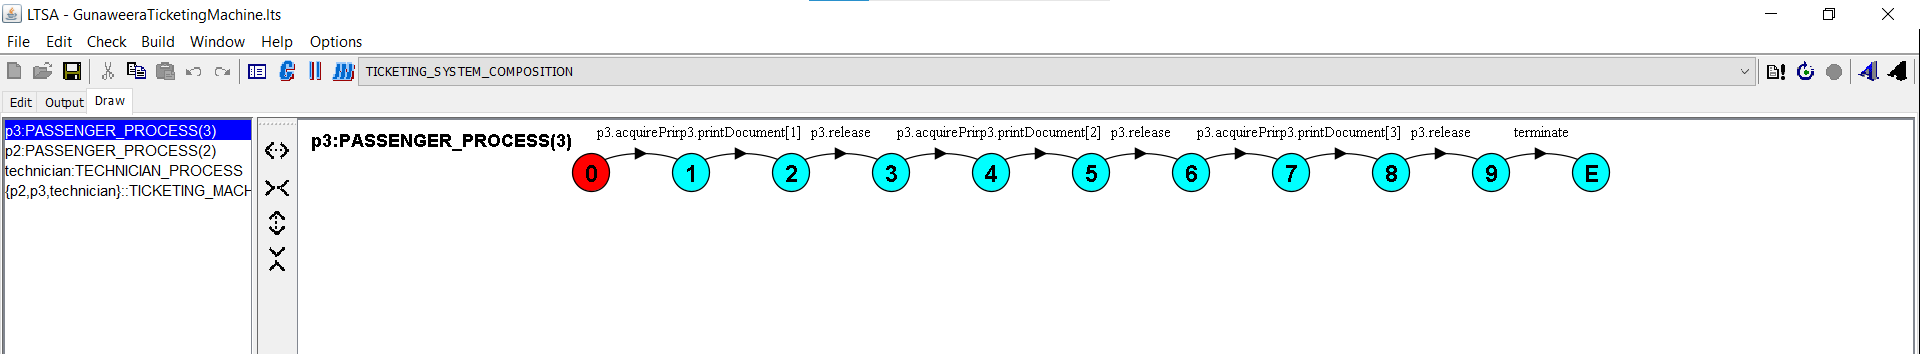 LTSA - GunaweeraTicketingMachine.lts
File Edit Check Build Window Help Options
TICKETING_SYSTEM_COMPOSITION
Edit Output Draw
p3:PASSENGER_PROCESS(3)
p2:PASSENGER_PROCESS(2)
technician:TECHNICIAN_PROCESS
{p2,p3,technician}::TICKETING_MACH
p3.acquirePrirp3.printDocument[1] p3.release p3.acquirePrirp3.printDocument[2] p3.release p3.acquirePrirp3.printDocument[3] p3.release terminate
p3:PASSENGER_PROCESS(3)
0 1 2 3 4 5 6 7 8 9 E